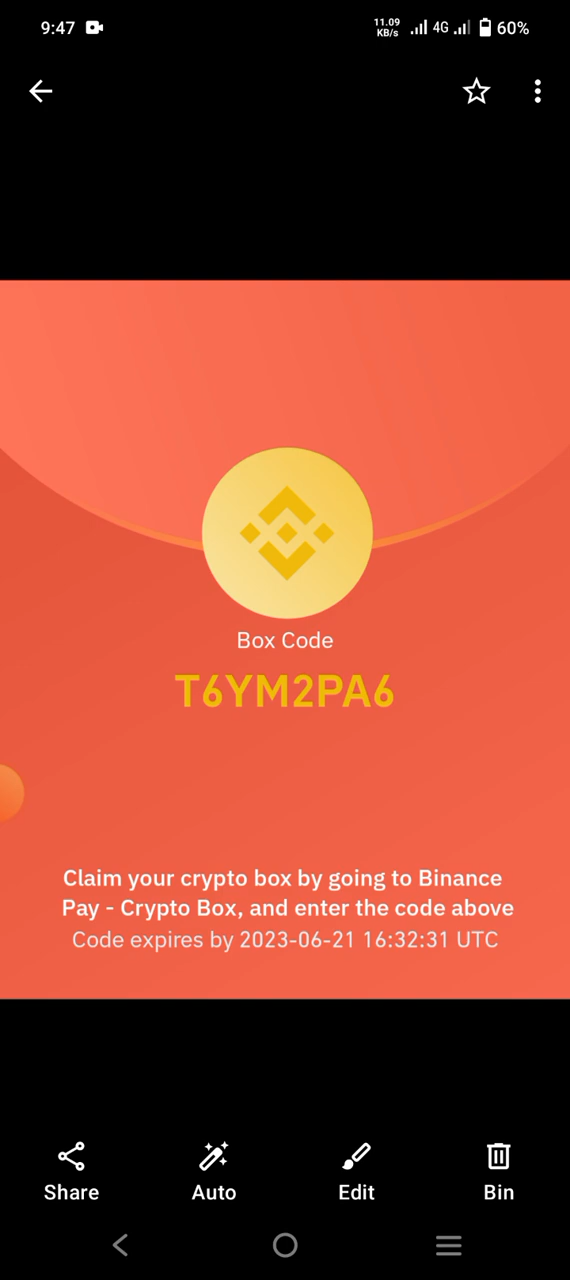 9:47 11.09 KB/s 4G 60%
Box Code
T6YM2PA6
Claim your crypto box by going to Binance
Pay - Crypto Box, and enter the code above
Code expires by 2023-06-21 16:32:31 UTC
Share Auto Edit Bin